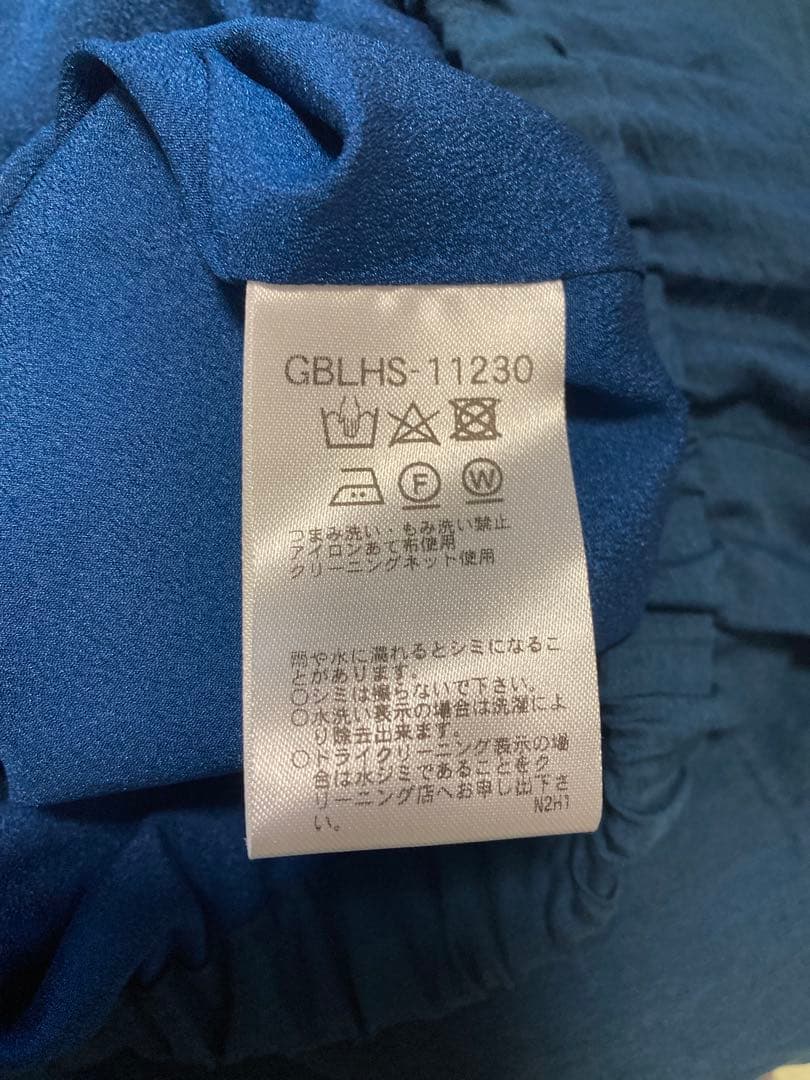 GBLHS-11230
F W
つまみ洗い・もみ洗い禁止
アイロンあて布使用
クリーニングネット使用
雨や水に濡れるとシミになるこ
とがあります。
○シミは擦らないで下さい。
○水洗い表示の場合は洗濯によ
り除去出来ます。
○ドライクリーニング表示の場
合は水ジミであることをク
リーニング店へお申し出下さ
い。
N2H1